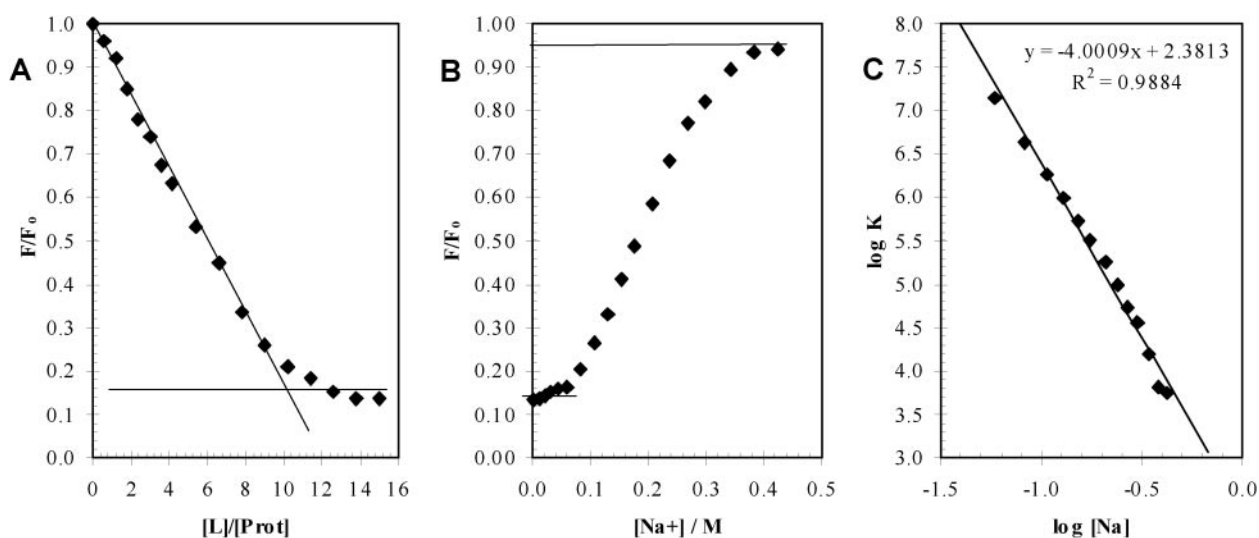 A
1.0
0.9
0.8
0.7
0.6
0.5
0.4
0.3
0.2
0.1
0.0
F/Fo
0 2 4 6 8 10 12 14 16
[L]/[Prot]
B
1.00
0.90
0.80
0.70
0.60
0.50
0.40
0.30
0.20
0.10
0.00
F/Fo
0.0 0.1 0.2 0.3 0.4 0.5
[Na+] / M
C
8.0
7.5
7.0
6.5
6.0
5.5
5.0
4.5
4.0
3.5
3.0
log K
y = -4.0009x + 2.3813
R² = 0.9884
-1.5 -1.0 -0.5 0.0
log [Na]